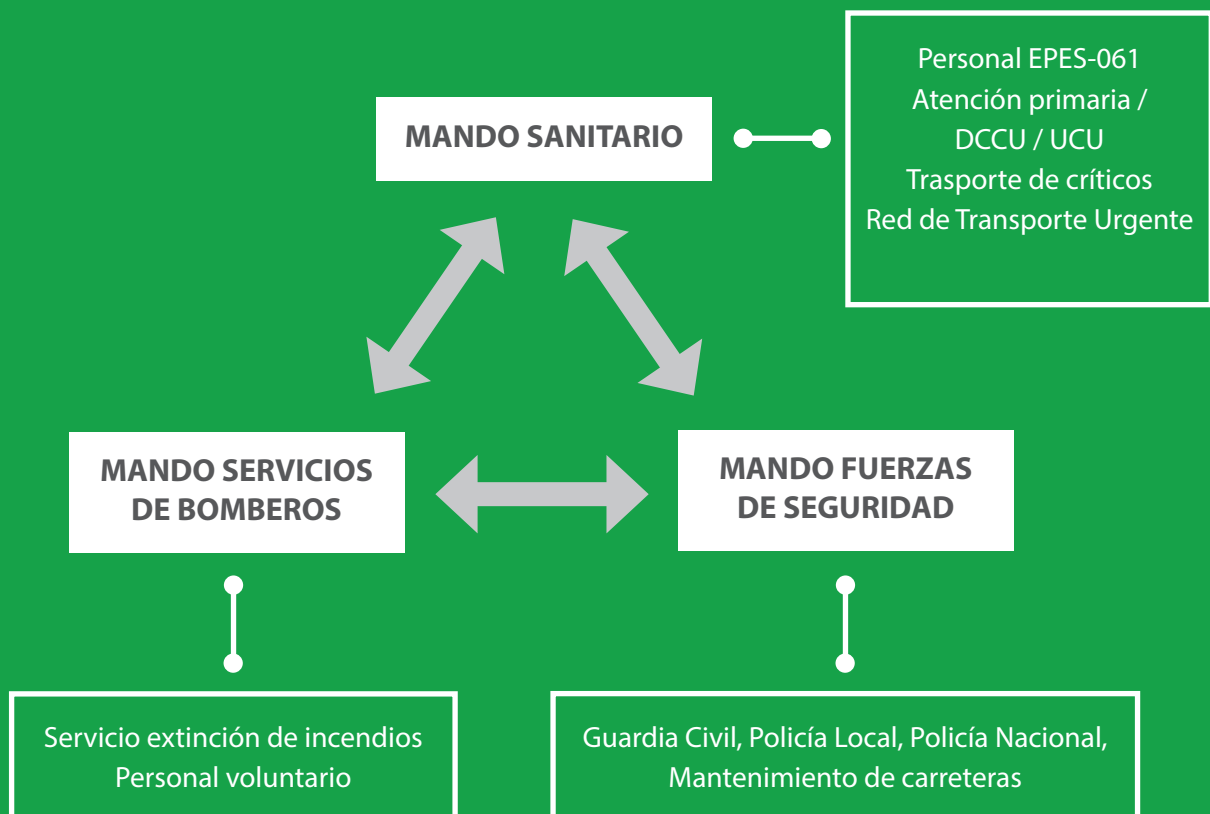 MANDO SANITARIO
Personal EPES-061
Atención primaria /
DCCU / UCU
Trasporte de críticos
Red de Transporte Urgente
MANDO SERVICIOS
DE BOMBEROS
MANDO FUERZAS
DE SEGURIDAD
Servicio extinción de incendios
Personal voluntario
Guardia Civil, Policía Local, Policía Nacional,
Mantenimiento de carreteras